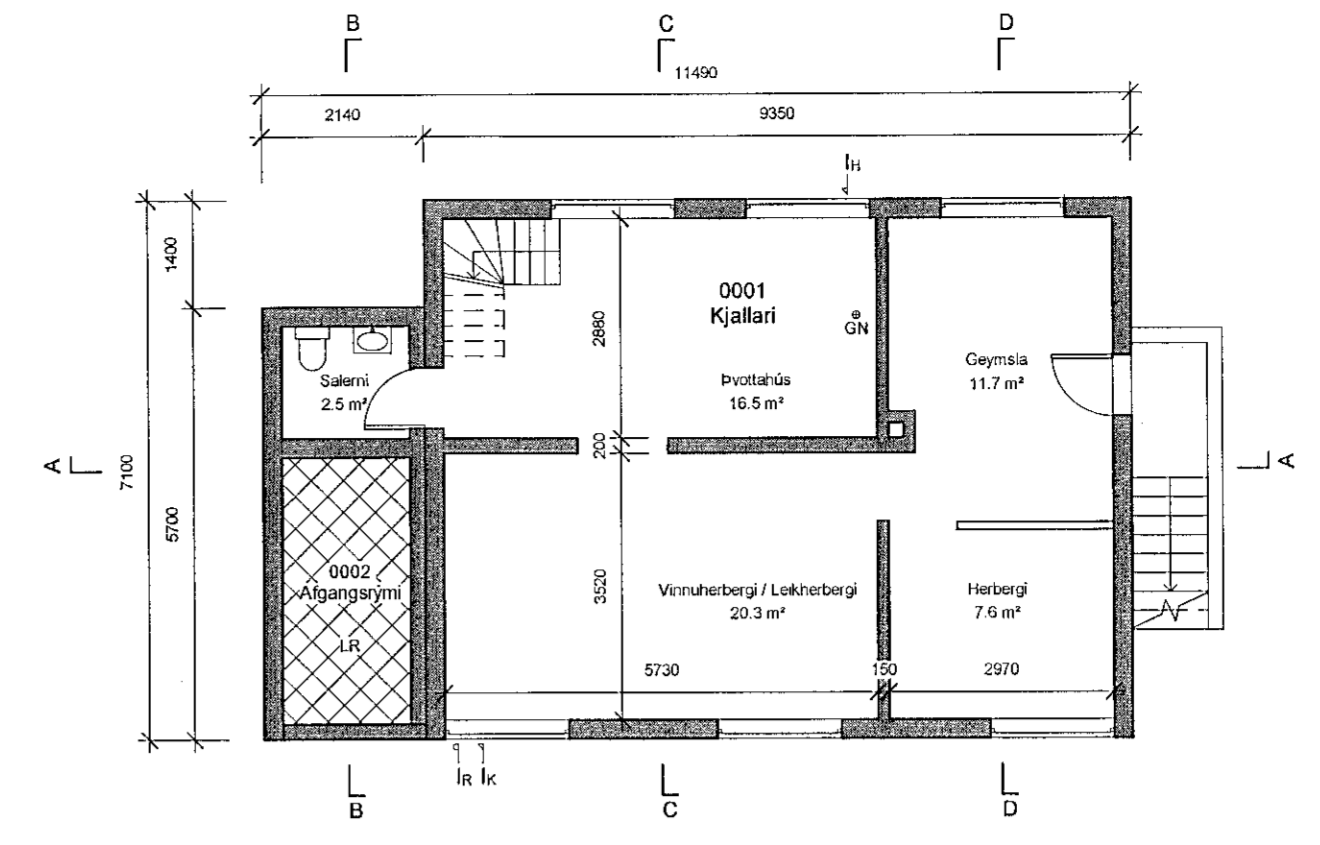 B
C
D
11490
2140
9350
H
1400
7100
5700
0001
Kjallari
GN
2880
Salerni
2.5 m²
Þvottahús
16.5 m²
Geymsla
11.7 m²
200
A
A
0002
Afgangsrými
LR
3520
Vinnuherbergi / Leikherbergi
20.3 m²
Herbergi
7.6 m²
5730
150
2970
R
K
B
C
D